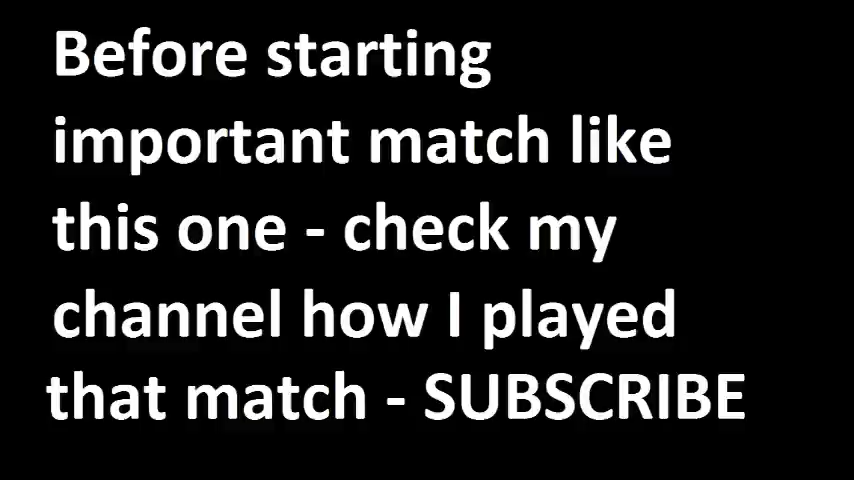 Before starting
important match like
this one - check my
channel how I played
that match - SUBSCRIBE